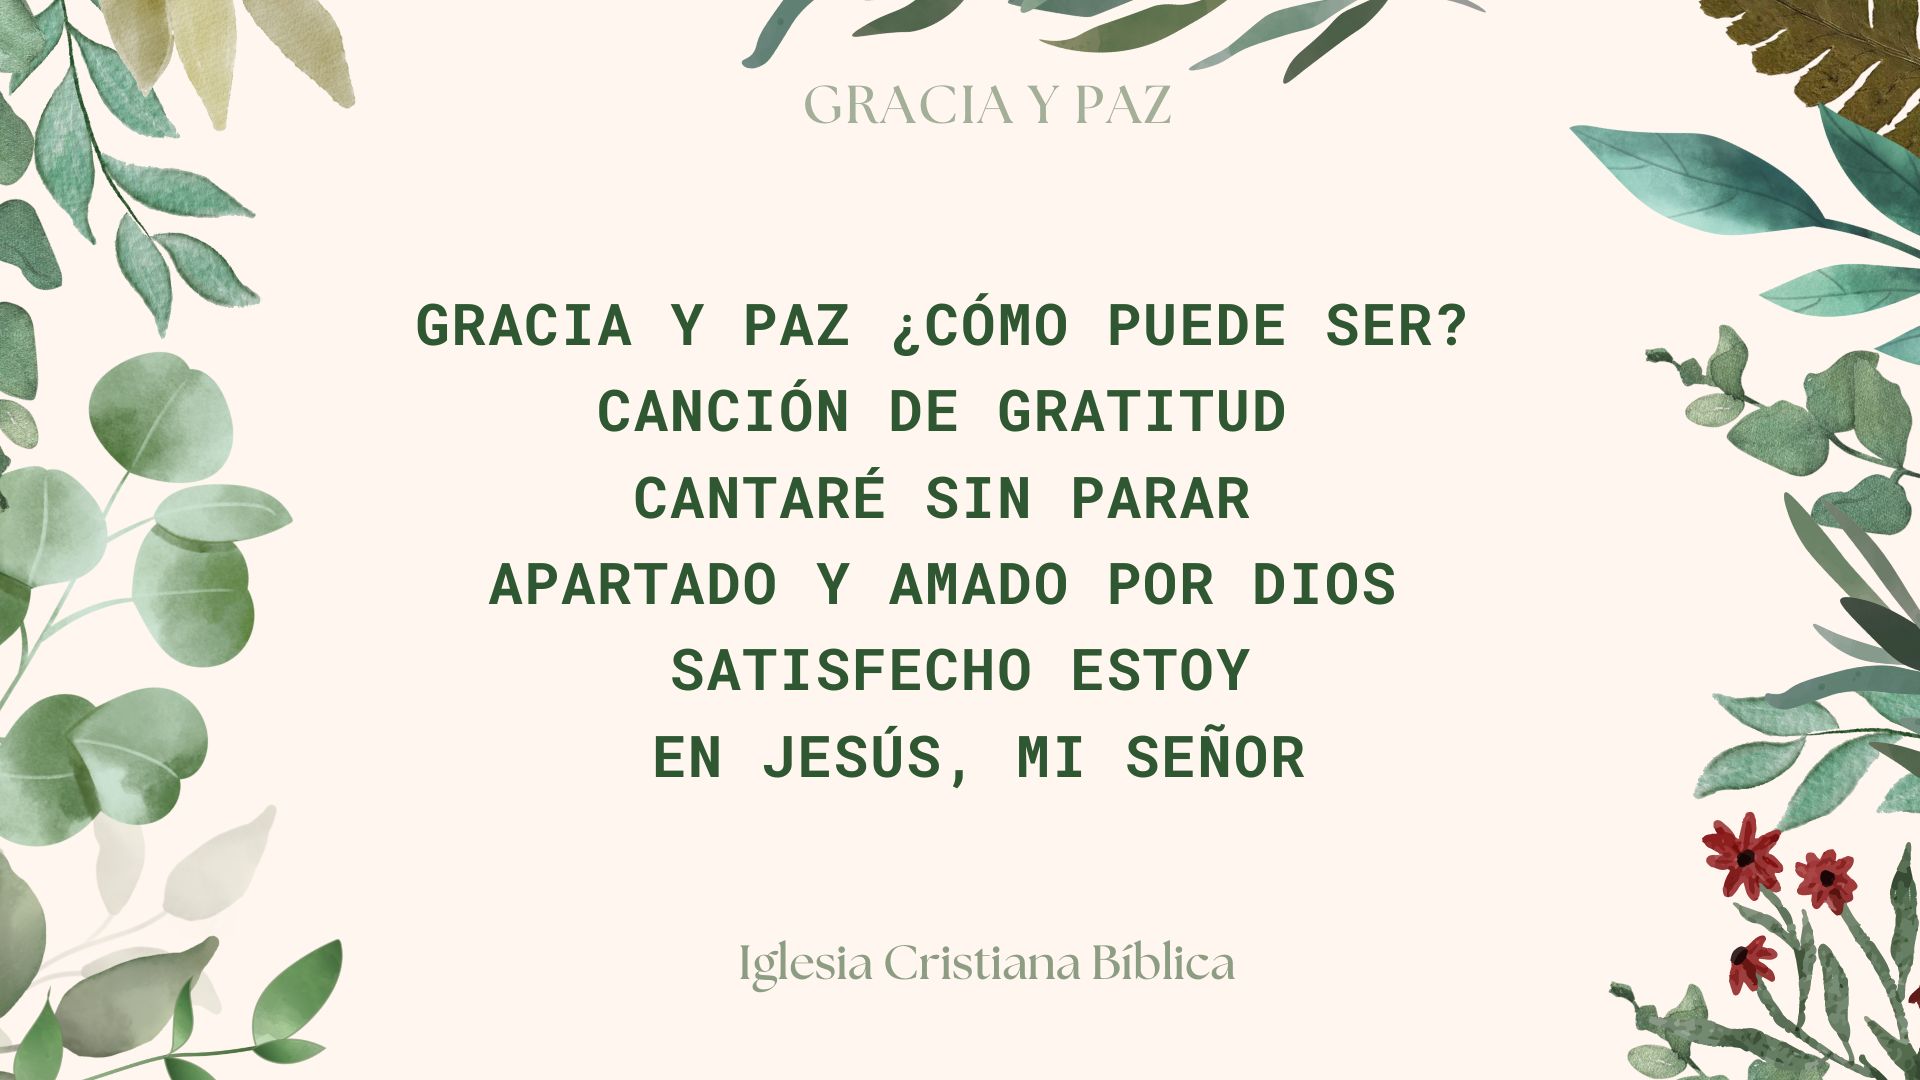 GRACIA Y PAZ
GRACIA Y PAZ ¿CÓMO PUEDE SER?
CANCIÓN DE GRATITUD
CANTARÉ SIN PARAR
APARTADO Y AMADO POR DIOS
SATISFECHO ESTOY
EN JESÚS, MI SEÑOR
Iglesia Cristiana Bíblica